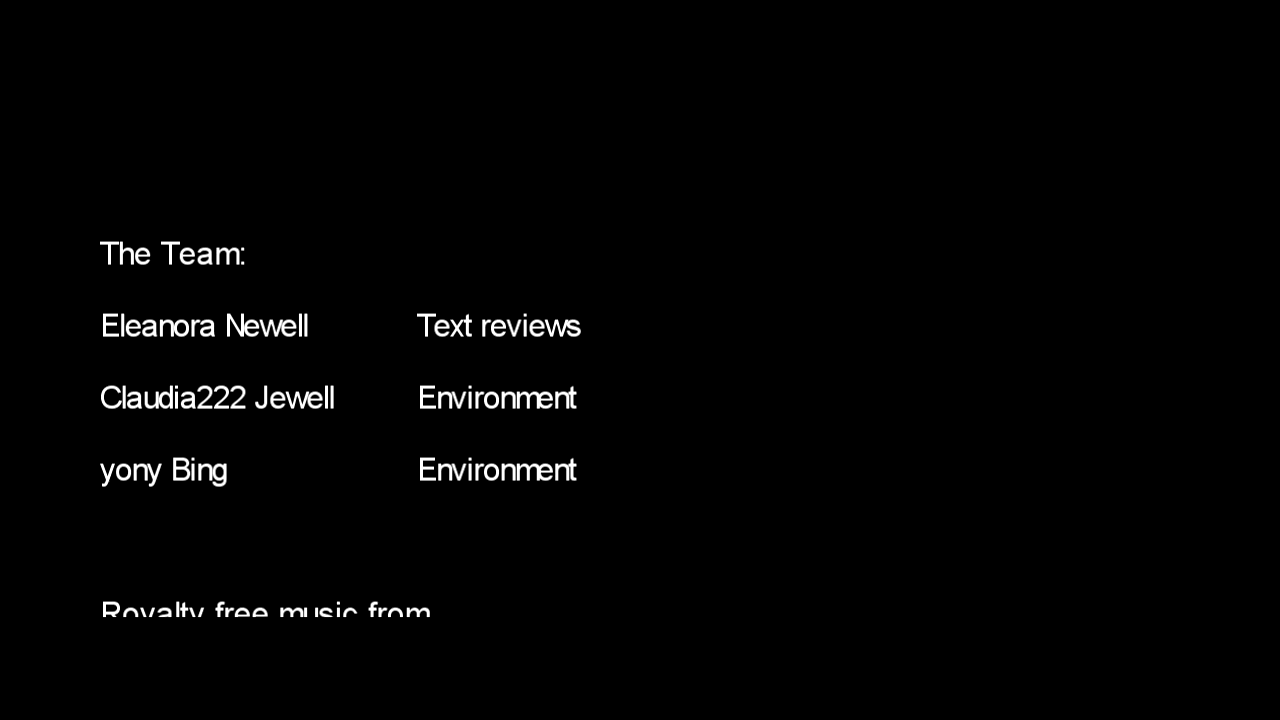 The Team:
Eleanora Newell Text reviews
Claudia222 Jewell Environment
yony Bing Environment
Royalty free music from